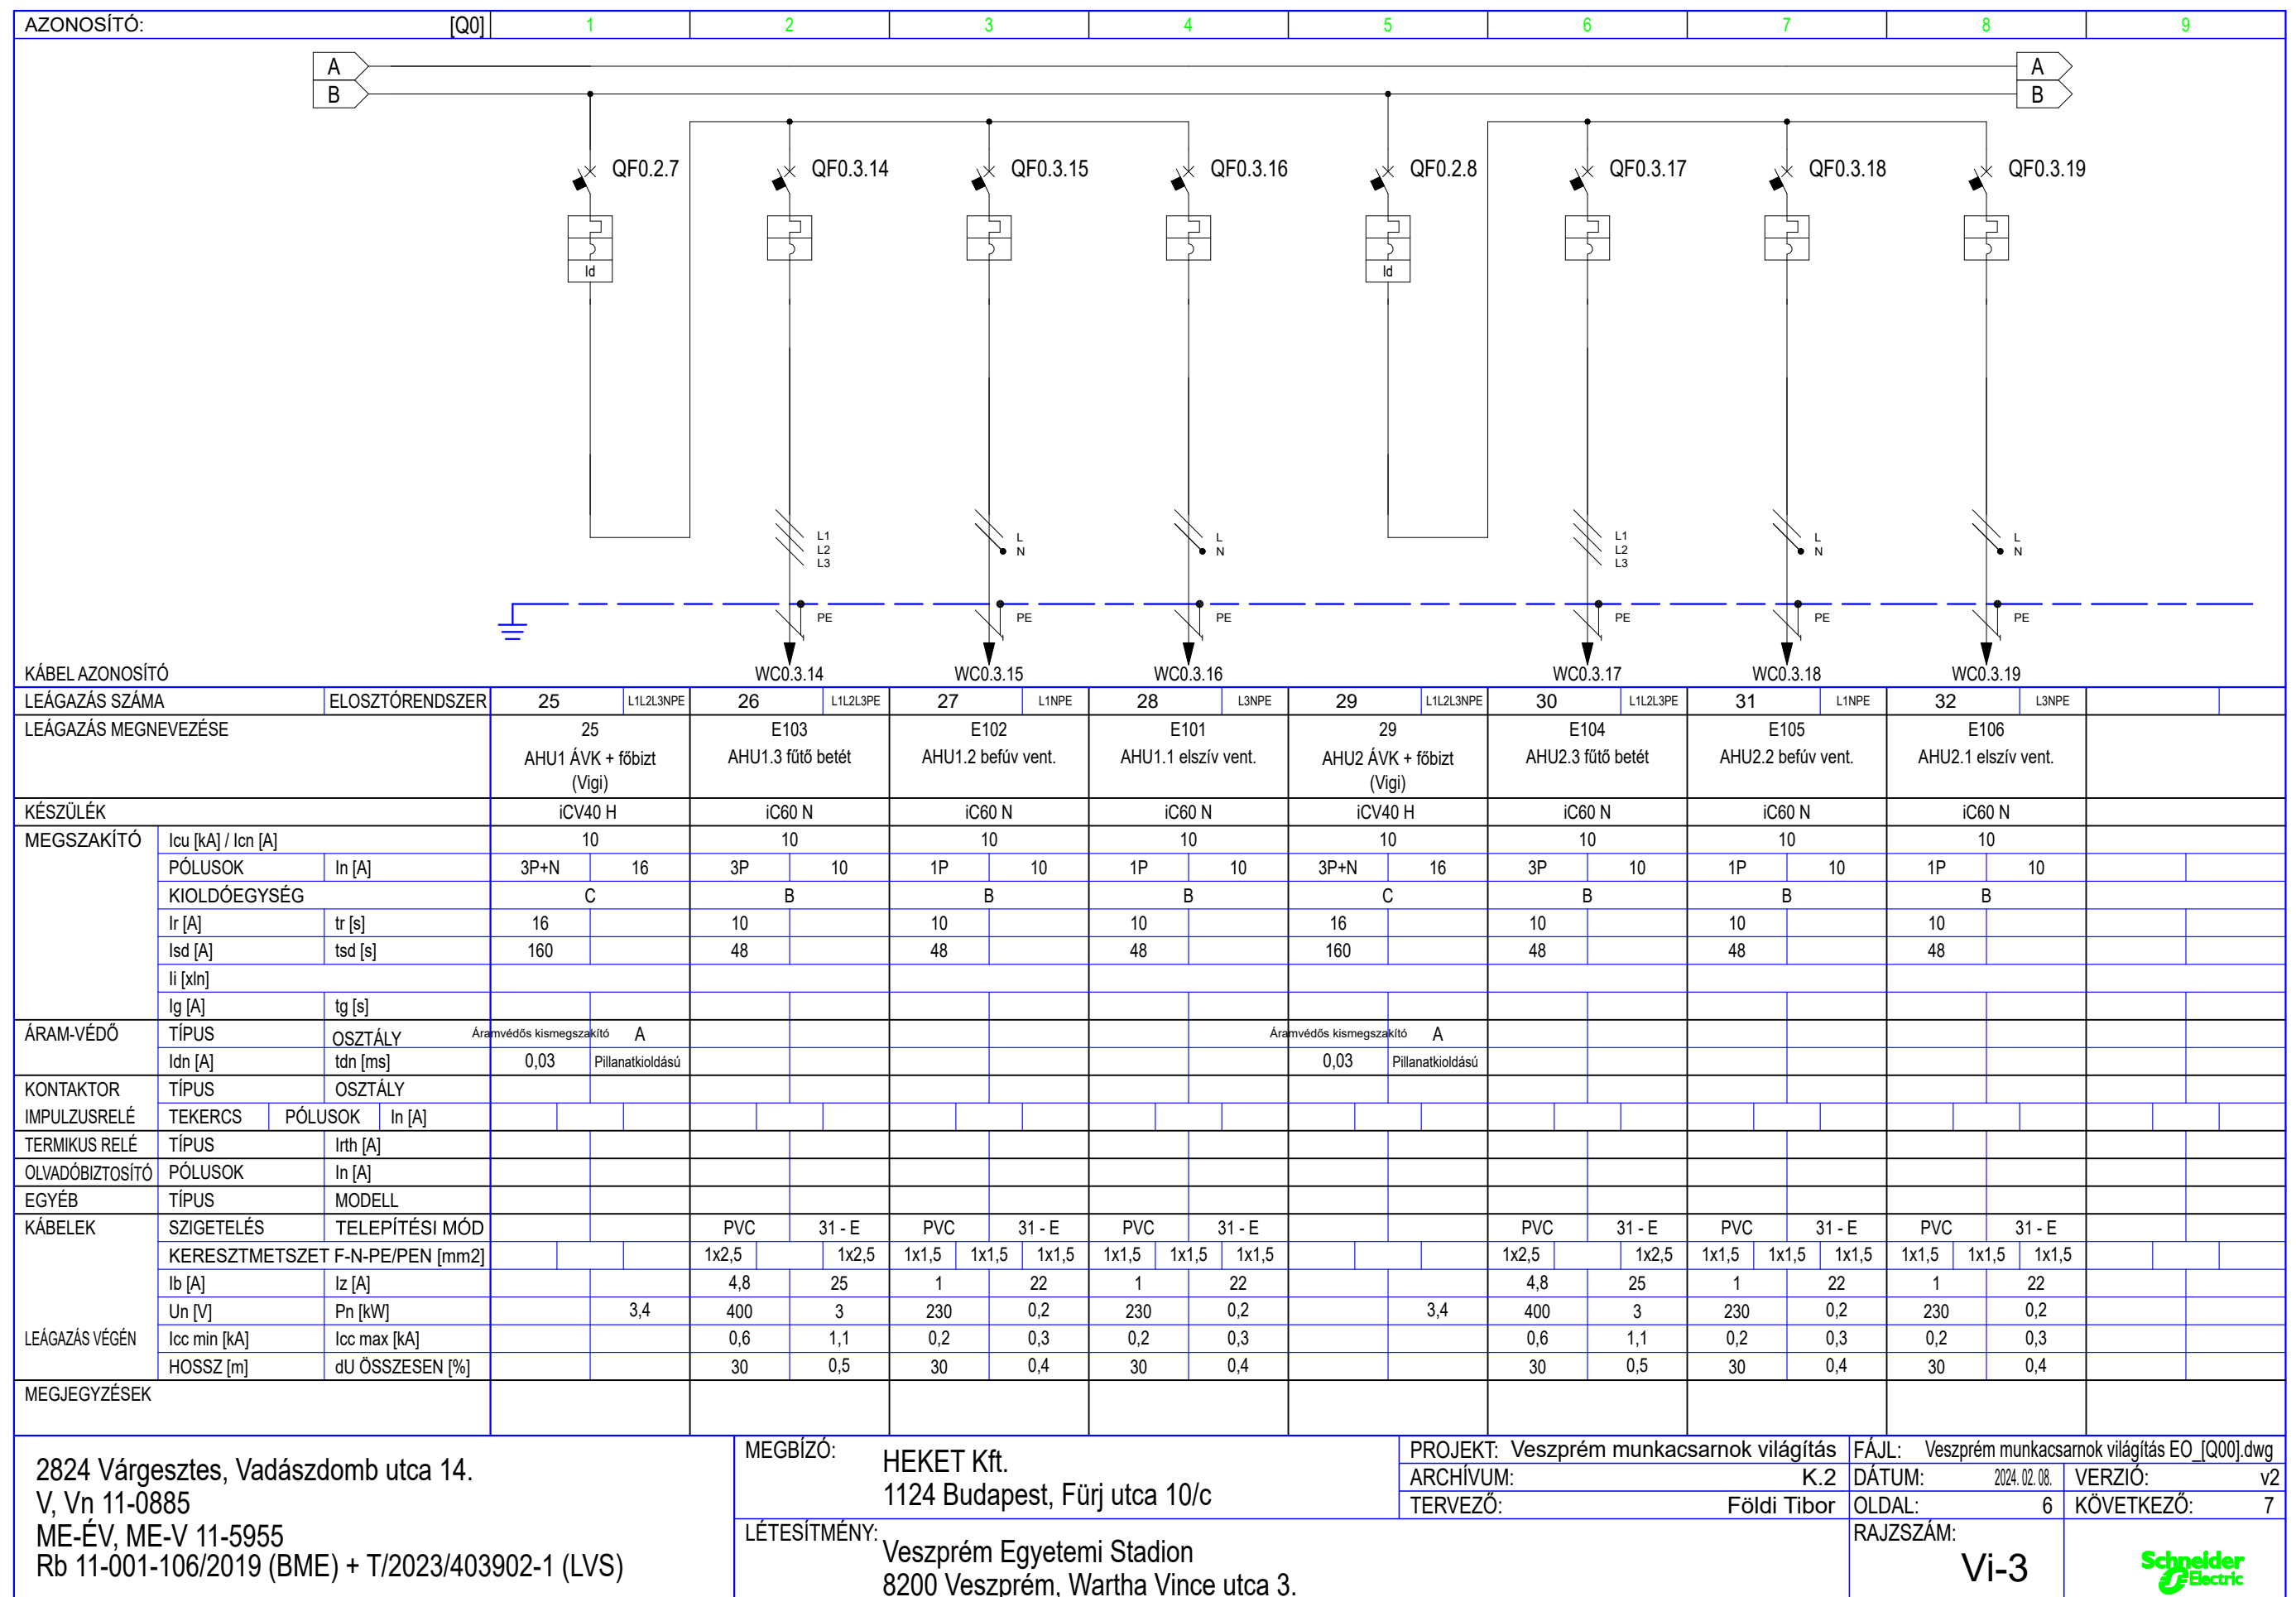 AZONOSÍTÓ: [Q0] 1 2 3 4 5 6 7 8 9
A A
B B
QF0.2.7 QF0.3.14 QF0.3.15 QF0.3.16 QF0.2.8 QF0.3.17 QF0.3.18 QF0.3.19
Id Id
L1 L L L1 L L
L2 N N L2 N N
L3 L3
PE PE PE PE PE PE
KÁBEL AZONOSÍTÓ WC0.3.14 WC0.3.15 WC0.3.16 WC0.3.17 WC0.3.18 WC0.3.19
LEÁGAZÁS SZÁMA ELOSZTÓRENDSZER 25 L1L2L3NPE 26 L1L2L3PE 27 L1NPE 28 L3NPE 29 L1L2L3NPE 30 L1L2L3PE 31 L1NPE 32 L3NPE
LEÁGAZÁS MEGNEVEZÉSE 25 E103 E102 E101 29 E104 E105 E106
AHU1 ÁVK + főbizt AHU1.3 fűtő betét AHU1.2 befúv vent. AHU1.1 elszív vent. AHU2 ÁVK + főbizt AHU2.3 fűtő betét AHU2.2 befúv vent. AHU2.1 elszív vent.
(Vigi) (Vigi)
KÉSZÜLÉK iCV40 H iC60 N iC60 N iC60 N iCV40 H iC60 N iC60 N iC60 N
MEGSZAKÍTÓ Icu [kA] / Icn [A] 10 10 10 10 10 10 10 10
PÓLUSOK In [A] 3P+N 16 3P 10 1P 10 1P 10 3P+N 16 3P 10 1P 10 1P 10
KIOLDÓEGYSÉG C B B B C B B B
Ir [A] tr [s] 16 10 10 10 16 10 10 10
Isd [A] tsd [s] 160 48 48 48 160 48 48 48
Ii [xIn]
Ig [A] tg [s]
ÁRAM-VÉDŐ TÍPUS OSZTÁLY Áramvédős kismegszakító A Áramvédős kismegszakító A
Idn [A] tdn [ms] 0,03 Pillanatkioldású 0,03 Pillanatkioldású
KONTAKTOR TÍPUS OSZTÁLY
IMPULZUSRELÉ TEKERCS PÓLUSOK In [A]
TERMIKUS RELÉ TÍPUS Irth [A]
OLVADÓBIZTOSÍTÓ PÓLUSOK In [A]
EGYÉB TÍPUS MODELL
KÁBELEK SZIGETELÉS TELEPÍTÉSI MÓD PVC 31 - E PVC 31 - E PVC 31 - E PVC 31 - E PVC 31 - E PVC 31 - E
KERESZTMETSZET F-N-PE/PEN [mm2] 1x2,5 1x2,5 1x1,5 1x1,5 1x1,5 1x1,5 1x1,5 1x1,5 1x2,5 1x2,5 1x1,5 1x1,5 1x1,5 1x1,5 1x1,5 1x1,5
Ib [A] Iz [A] 4,8 25 1 22 1 22 4,8 25 1 22 1 22
Un [V] Pn [kW] 3,4 400 3 230 0,2 230 0,2 3,4 400 3 230 0,2 230 0,2
LEÁGAZÁS VÉGÉN Icc min [kA] Icc max [kA] 0,6 1,1 0,2 0,3 0,2 0,3 0,6 1,1 0,2 0,3 0,2 0,3
HOSSZ [m] dU ÖSSZESEN [%] 30 0,5 30 0,4 30 0,4 30 0,5 30 0,4 30 0,4
MEGJEGYZÉSEK
2824 Várgesztes, Vadászdomb utca 14.
V, Vn 11-0885
ME-ÉV, ME-V 11-5955
Rb 11-001-106/2019 (BME) + T/2023/403902-1 (LVS)
MEGBÍZÓ: HEKET Kft.
1124 Budapest, Fürj utca 10/c
LÉTESÍTMÉNY: Veszprém Egyetemi Stadion
8200 Veszprém, Wartha Vince utca 3.
PROJEKT: Veszprém munkacsarnok világítás FÁJL: Veszprém munkacsarnok világítás EO_[Q00].dwg
ARCHÍVUM: K.2 DÁTUM: 2024. 02. 08. VERZIÓ: v2
TERVEZŐ: Földi Tibor OLDAL: 6 KÖVETKEZŐ: 7
RAJZSZÁM:
Vi-3
Schneider
Electric